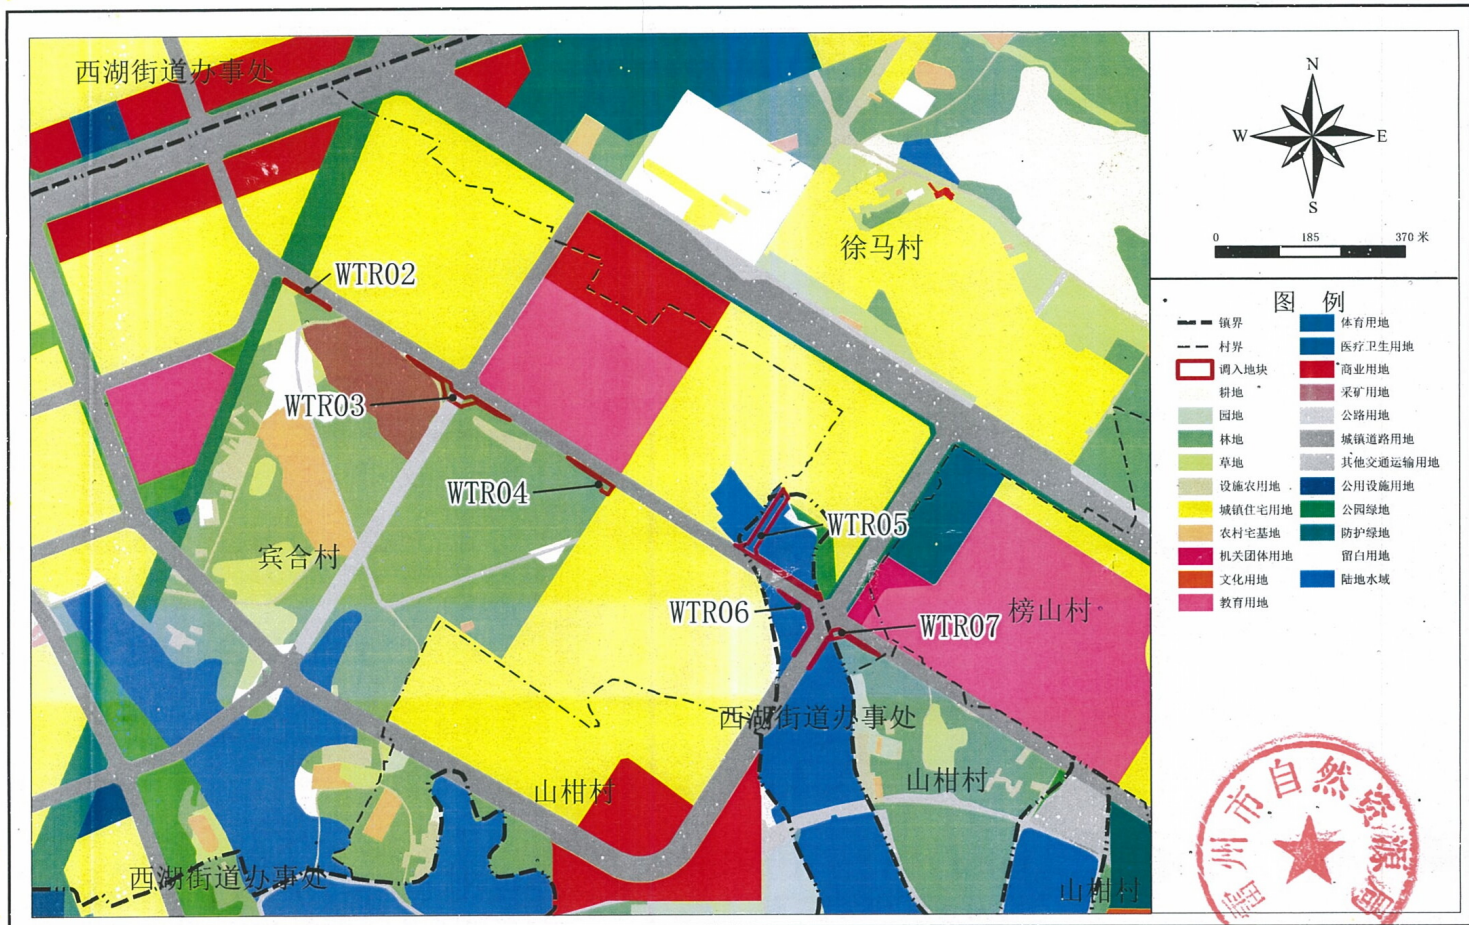 西湖街道办事处
徐马村
WTR02
WTR03
WTR04
WTR05
宾合村
WTR06
WTR07
榜山村
西湖街道办事处
山柑村
山柑村
西湖街道办事处
山柑村
N
W
E
S
0
185
370 米
图 例
镇界
村界
调入地块
耕地
园地
林地
草地
设施农用地
城镇住宅用地
农村宅基地
机关团体用地
文化用地
教育用地
体育用地
医疗卫生用地
商业用地
采矿用地
公路用地
城镇道路用地
其他交通运输用地
公用设施用地
公园绿地
防护绿地
留白用地
陆地水域
州市自然资源局